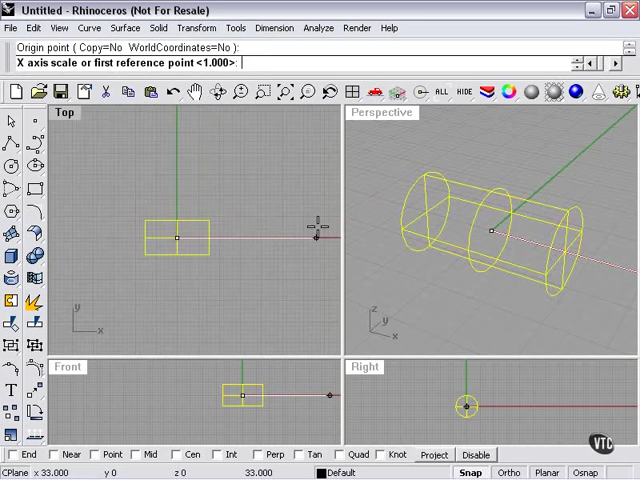 Untitled - Rhinoceros (Not For Resale)
File Edit View Curve Surface Solid Transform Tools Dimension Analyze Render Help
Origin point ( Copy=No WorldCoordinates=No ):
X axis scale or first reference point <1.000>:
ALL HIDE
Top
Perspective
y
x
z
y
x
Front
Right
T
VTC
End Near Point Mid Cen Int Perp Tan Quad Knot Project Disable
CPlane x 33.000 y 0 z 0 33.000 Default Snap Ortho Planar Osnap